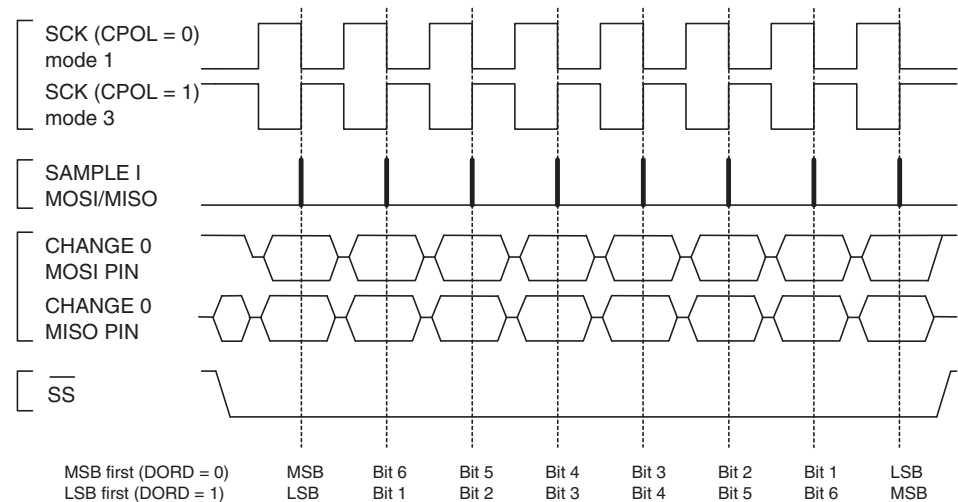 SCK (CPOL = 0)
mode 1
SCK (CPOL = 1)
mode 3
SAMPLE I
MOSI/MISO
CHANGE 0
MOSI PIN
CHANGE 0
MISO PIN
SS
MSB first (DORD = 0) MSB Bit 6 Bit 5 Bit 4 Bit 3 Bit 2 Bit 1 LSB
LSB first (DORD = 1) LSB Bit 1 Bit 2 Bit 3 Bit 4 Bit 5 Bit 6 MSB